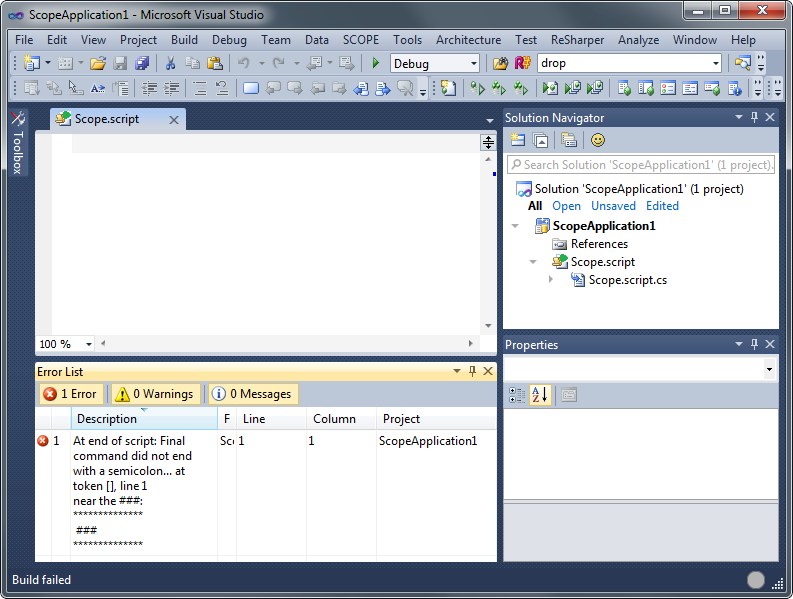 ScopeApplication1 - Microsoft Visual Studio
File Edit View Project Build Debug Team Data SCOPE Tools Architecture Test ReSharper Analyze Window Help
Debug drop
Toolbox
Scope.script
100 %
Error List
1 Error 0 Warnings 0 Messages
Description F Line Column Project
1 At end of script: Final Sc 1 1 ScopeApplication1
command did not end
with a semicolon... at
token [], line 1
near the ###:
**************
###
**************
Solution Navigator
Search Solution 'ScopeApplication1' (1 project),
Solution 'ScopeApplication1' (1 project)
All Open Unsaved Edited
ScopeApplication1
References
Scope.script
Scope.script.cs
Properties
Build failed